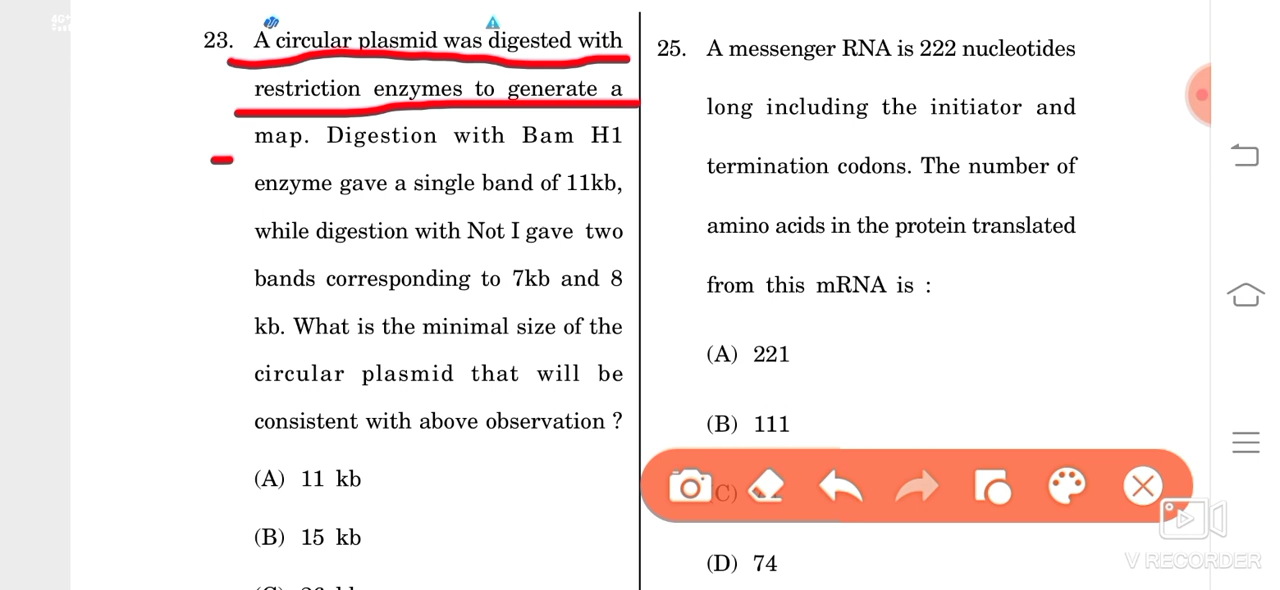 4G+
23. A circular plasmid was digested with
restriction enzymes to generate a
map. Digestion with Bam H1
enzyme gave a single band of 11kb,
while digestion with Not I gave two
bands corresponding to 7kb and 8
kb. What is the minimal size of the
circular plasmid that will be
consistent with above observation ?
(A) 11 kb
(B) 15 kb
25. A messenger RNA is 222 nucleotides
long including the initiator and
termination codons. The number of
amino acids in the protein translated
from this mRNA is :
(A) 221
(B) 111
C)
(D) 74
V RECORDER